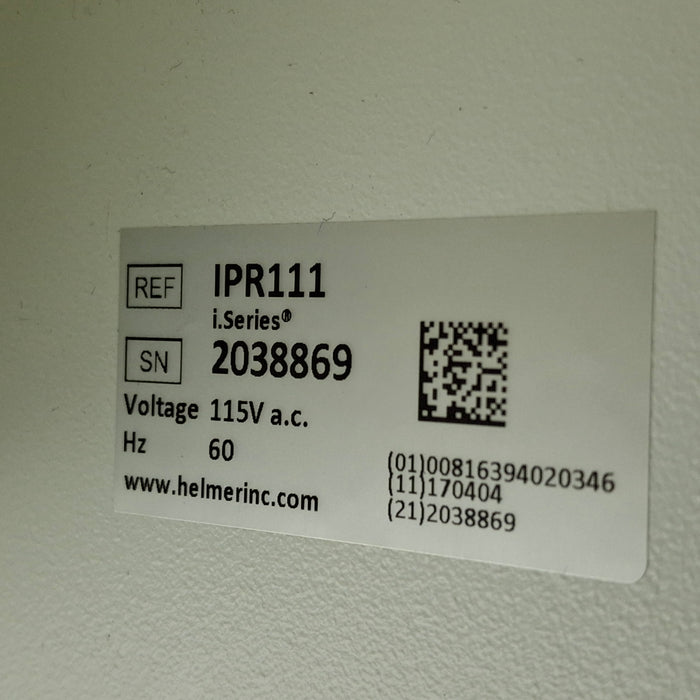 REF IPR111
i.Series®
SN 2038869
Voltage 115V a.c.
Hz 60
www.helmerinc.com
(01)00816394020346
(11)170404
(21)2038869